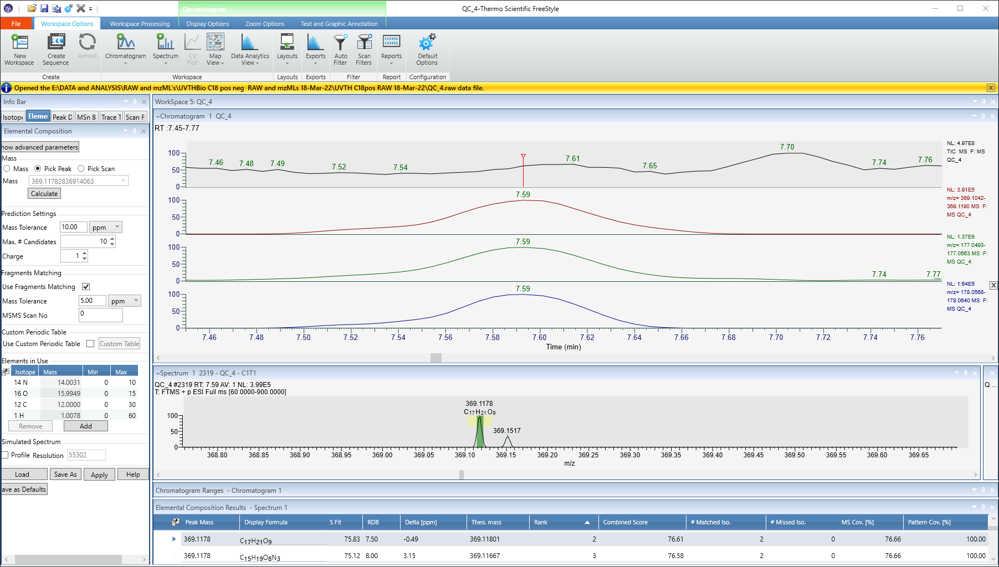 Chromatogram
QC_4-Thermo Scientific FreeStyle
File
Workspace Options
Workspace Processing
Display Options
Zoom Options
Text and Graphic Annotation
New Workspace
Create Sequence
Refresh
Chromatogram
Spectrum
CV Plot
Map View
Data Analytics View
Layouts
Exports
Auto Filter
Scan Filters
Reports
Default Options
Create
Workspace
Layouts
Exports
Filter
Report
Configuration
Opened the E:\DATA and ANALYSIS\RAW and mzML's\UVTHBio C18 pos neg  RAW and mzMLs 18-Mar-22\UVTH C18pos RAW 18-Mar-22\QC_4.raw data file.
Info Bar
Isotope Eleme Peak D MSn B Trace T Scan F
Elemental Composition
how advanced parameters
Mass
Mass Pick Peak Pick Scan
Mass 369.11782836914063
Calculate
Prediction Settings
Mass Tolerance 10.00 ppm
Max. # Candidates 10
Charge 1
Fragments Matching
Use Fragments Matching
Mass Tolerance 5.00 ppm
MSMS Scan No 0
Custom Periodic Table
Use Custom Periodic Table Custom Table
Elements in Use
Isotope Mass Min Max
14 N 14.0031 0 10
16 O 15.9949 0 15
12 C 12.0000 0 30
1 H 1.0078 0 60
Remove Add
Simulated Spectrum
Profile Resolution 55302
Load Save As Apply Help
ave as Defaults
WorkSpace 5: QC_4
~Chromatogram 1 QC_4
RT :7.45-7.77
100
50
0
7.46 7.48 7.49 7.52 7.54 7.61 7.65 7.70 7.74 7.76
NL: 4.97E8
TIC MS F: MS
QC_4
100
50
0
7.59
NL: 3.91E5
m/z= 369.1042-
369.1190 MS F:
MS QC_4
100
50
0
7.59 7.74 7.77
NL: 1.37E6
m/z= 177.0493-
177.0563 MS F:
MS QC_4
100
50
0
7.59
NL: 1.64E5
m/z= 178.0568-
178.0640 MS F:
MS QC_4
7.46 7.48 7.50 7.52 7.54 7.56 7.58 7.60 7.62 7.64 7.66 7.68 7.70 7.72 7.74 7.76
Time (min)
~Spectrum 1 2319 - QC_4 - C1T1
Q ...
QC_4 #2319 RT: 7.59 AV: 1 NL: 3.99E5
T: FTMS + p ESI Full ms [60.0000-900.0000]
369.1178
C17H21O9
369.1517
100
50
0
368.80 368.85 368.90 368.95 369.00 369.05 369.10 369.15 369.20 369.25 369.30 369.35 369.40 369.45 369.50 369.55 369.60 369.65
m/z
Chromatogram Ranges - Chromatogram 1
Elemental Composition Results - Spectrum 1
Peak Mass Display Formula S Fit RDB Delta [ppm] Theo. mass Rank Combined Score # Matched Iso. # Missed Iso. MS Cov. [%] Pattern Cov. [%]
369.1178 C17H21O9 75.83 7.50 -0.49 369.11801 2 76.61 2 0 76.66 100.00
369.1178 C15H19O8N3 75.12 8.00 3.15 369.11667 3 76.58 2 0 76.66 100.00